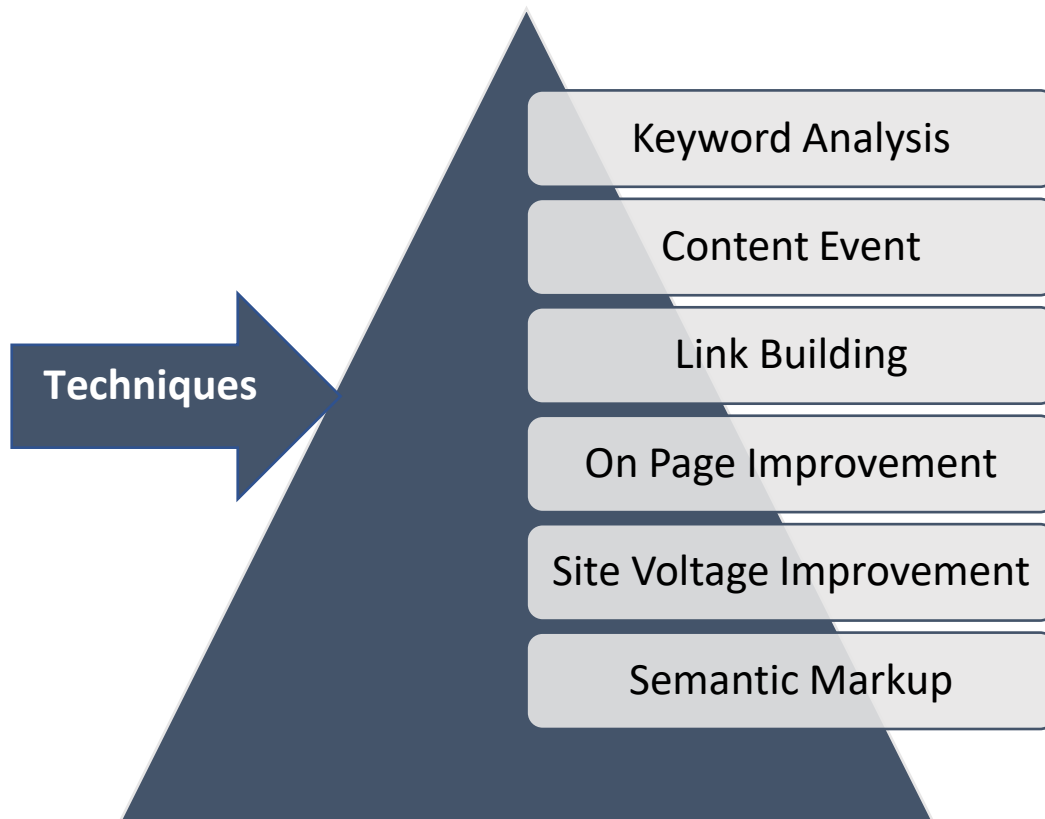 Keyword Analysis
Content Event
Link Building
Techniques
On Page Improvement
Site Voltage Improvement
Semantic Markup